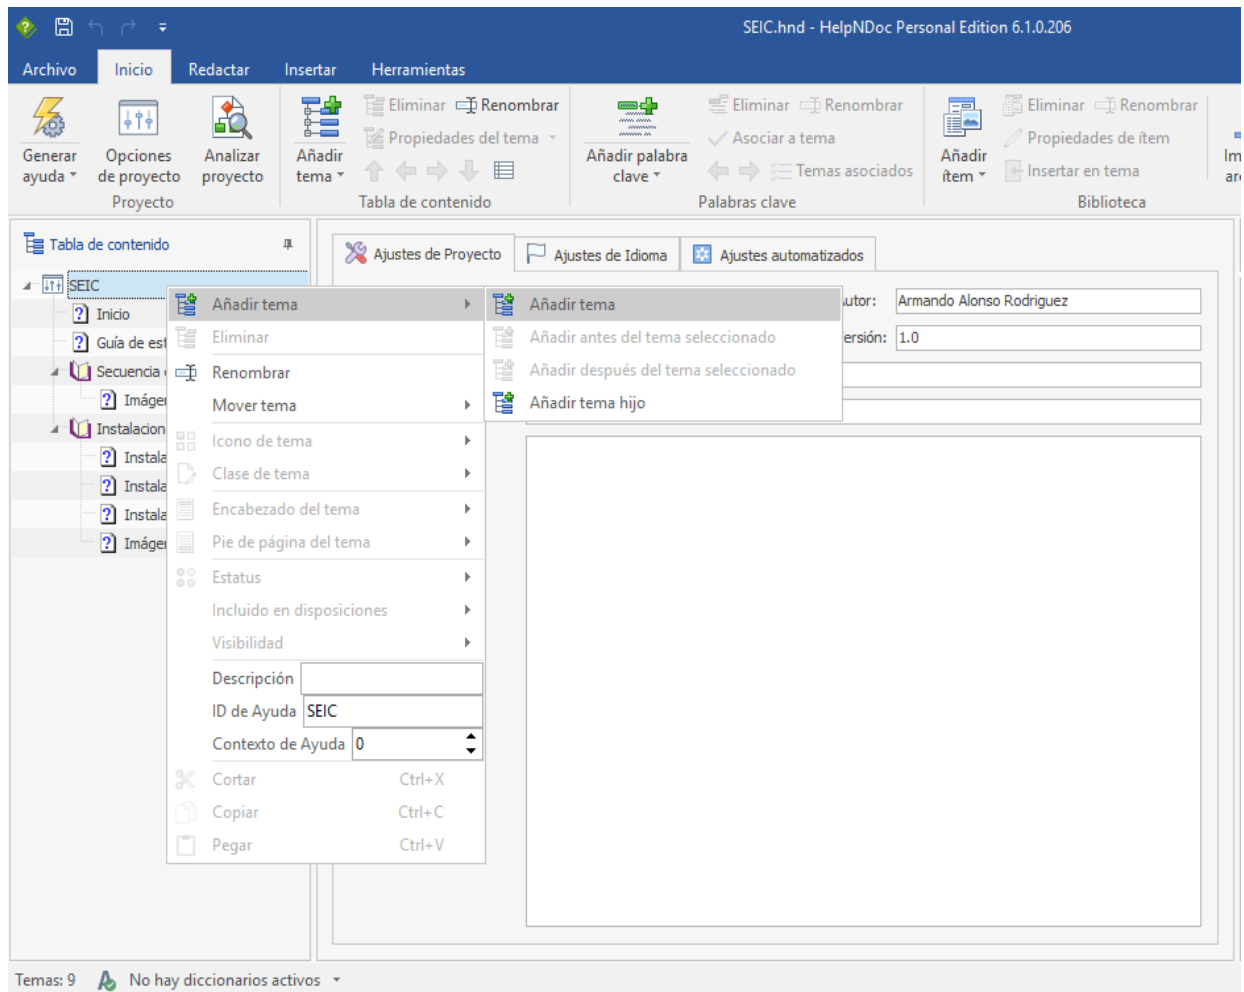 SEIC.hnd - HelpNDoc Personal Edition 6.1.0.206
Archivo Inicio Redactar Insertar Herramientas
Generar ayuda
Opciones de proyecto
Analizar proyecto
Proyecto
Añadir tema
Eliminar Renombrar
Propiedades del tema
Tabla de contenido
Añadir palabra clave
Eliminar Renombrar
Asociar a tema
Temas asociados
Palabras clave
Añadir ítem
Eliminar Renombrar
Propiedades de ítem
Insertar en tema
Biblioteca
Tabla de contenido
SEIC
Inicio
Guía de est
Secuencia
Imáge
Instalacion
Instala
Instala
Instala
Imáge
Ajustes de Proyecto Ajustes de Idioma Ajustes automatizados
utor: Armando Alonso Rodriguez
ersión: 1.0
Añadir tema
Eliminar
Renombrar
Mover tema
Icono de tema
Clase de tema
Encabezado del tema
Pie de página del tema
Estatus
Incluido en disposiciones
Visibilidad
Descripción
ID de Ayuda SEIC
Contexto de Ayuda 0
Cortar Ctrl+X
Copiar Ctrl+C
Pegar Ctrl+V
Añadir tema
Añadir antes del tema seleccionado
Añadir después del tema seleccionado
Añadir tema hijo
Temas: 9 No hay diccionarios activos